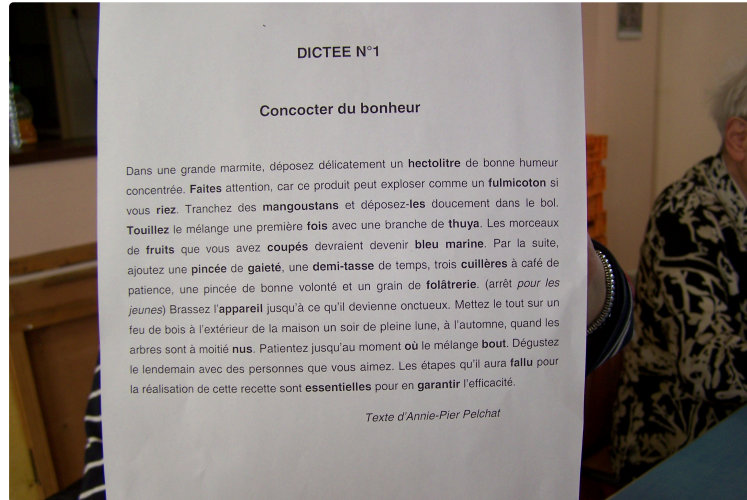 DICTEE N°1
Concocter du bonheur
Dans une grande marmite, déposez délicatement un hectolitre de bonne humeur
concentrée. Faites attention, car ce produit peut exploser comme un fulmicoton si
vous riez. Tranchez des mangoustans et déposez-les doucement dans le bol.
Touillez le mélange une première fois avec une branche de thuya. Les morceaux
de fruits que vous avez coupés devraient devenir bleu marine. Par la suite,
ajoutez une pincée de gaieté, une demi-tasse de temps, trois cuillères à café de
patience, une pincée de bonne volonté et un grain de folâtrerie. (arrêt pour les
jeunes) Brassez l'appareil jusqu'à ce qu'il devienne onctueux. Mettez le tout sur un
feu de bois à l'extérieur de la maison un soir de pleine lune, à l'automne, quand les
arbres sont à moitié nus. Patientez jusqu'au moment où le mélange bout. Dégustez
le lendemain avec des personnes que vous aimez. Les étapes qu'il aura fallu pour
la réalisation de cette recette sont essentielles pour en garantir l'efficacité.
Texte d'Annie-Pier Pelchat